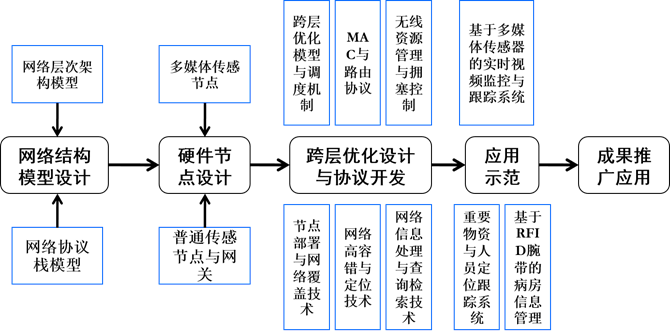 跨层
优化
模型
与调
度机
制
MA
C与
路由
协议
无线
资源
管理
与拥
塞控
制
基于多媒
体传感器
的实时视
频监控与
跟踪系统
网络层次架
构模型
多媒体传感
节点
网络结构
模型设计
硬件节
点设计
跨层优化设计
与协议开发
应用
示范
成果推
广应用
网络协议
栈模型
普通传感
节点与网
关
节点
部署
与网
络覆
盖技
术
网络
高容
错与
定位
技术
网络
信息
处理
与查
询检
索技
术
重要
物资
与人
员定
位跟
踪系
统
基于
RFI
D腕
带的
病房
信息
管理